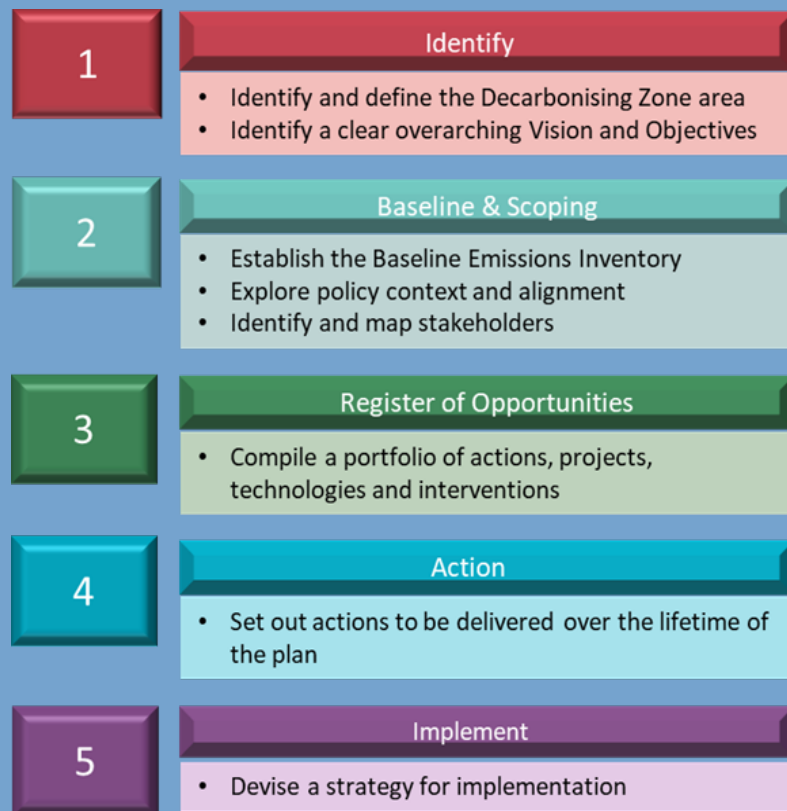 1
Identify
• Identify and define the Decarbonising Zone area
• Identify a clear overarching Vision and Objectives
2
Baseline & Scoping
• Establish the Baseline Emissions Inventory
• Explore policy context and alignment
• Identify and map stakeholders
3
Register of Opportunities
• Compile a portfolio of actions, projects,
technologies and interventions
4
Action
• Set out actions to be delivered over the lifetime of
the plan
5
Implement
• Devise a strategy for implementation